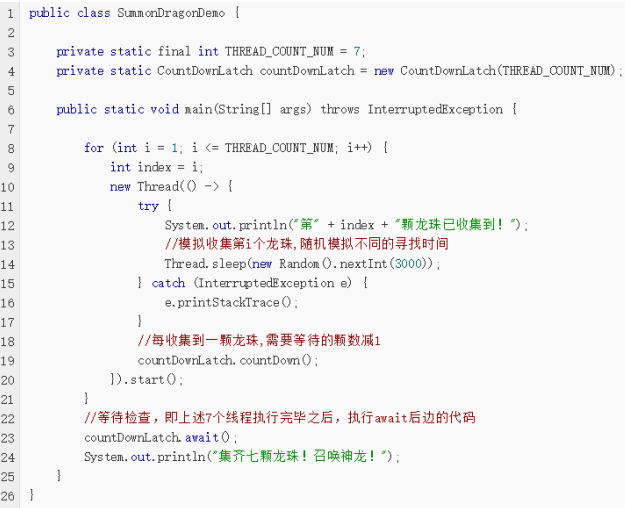 1 public class SummonDragonDemo {
2
3     private static final int THREAD_COUNT_NUM = 7;
4     private static CountDownLatch countDownLatch = new CountDownLatch(THREAD_COUNT_NUM);
5
6     public static void main(String[] args) throws InterruptedException {
7
8         for (int i = 1; i <= THREAD_COUNT_NUM; i++) {
9             int index = i;
10             new Thread(() -> {
11                 try {
12                     System.out.println("第" + index + "颗龙珠已收集到！");
13                     //模拟收集第i个龙珠,随机模拟不同的寻找时间
14                     Thread.sleep(new Random().nextInt(3000));
15                 } catch (InterruptedException e) {
16                     e.printStackTrace();
17                 }
18                 //每收集到一颗龙珠,需要等待的颗数减1
19                 countDownLatch.countDown();
20             }).start();
21         }
22         //等待检查，即上述7个线程执行完毕之后，执行await后边的代码
23         countDownLatch.await();
24         System.out.println("集齐七颗龙珠！召唤神龙！");
25     }
26 }